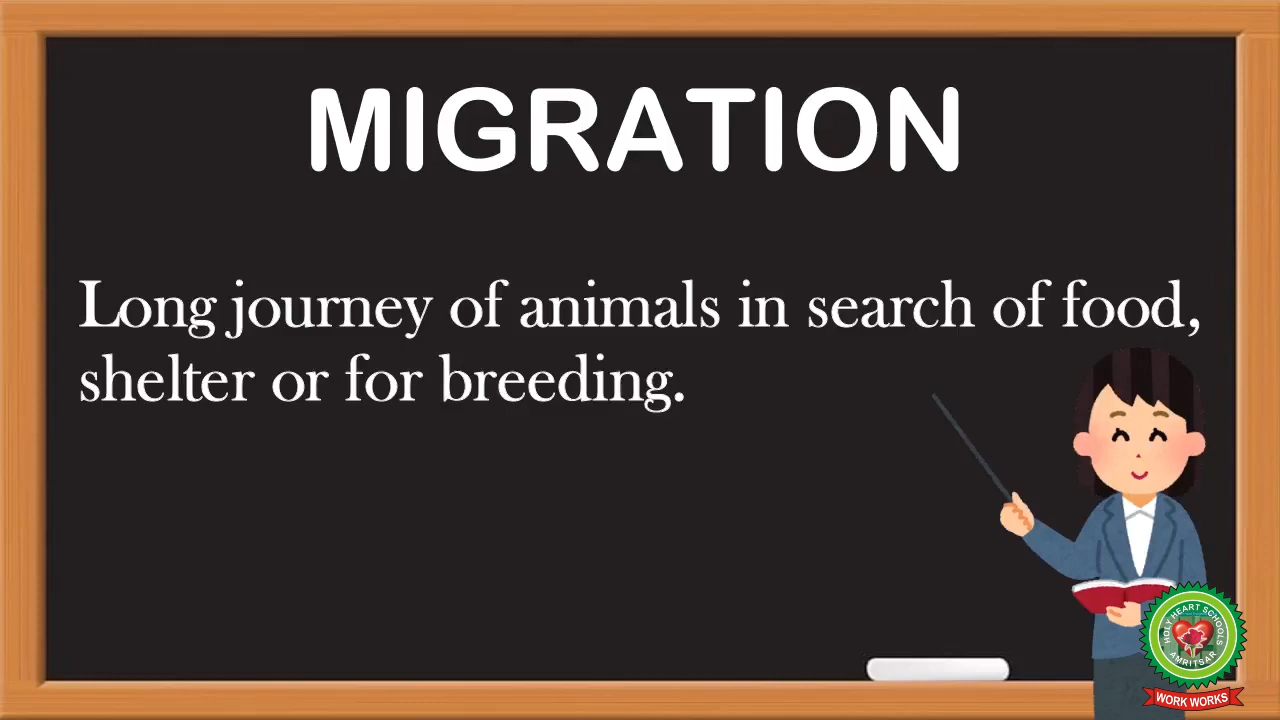 MIGRATION
Long journey of animals in search of food,
shelter or for breeding.
HOLY HEART SCHOOLS
AMRITSAR
WORK WORKS